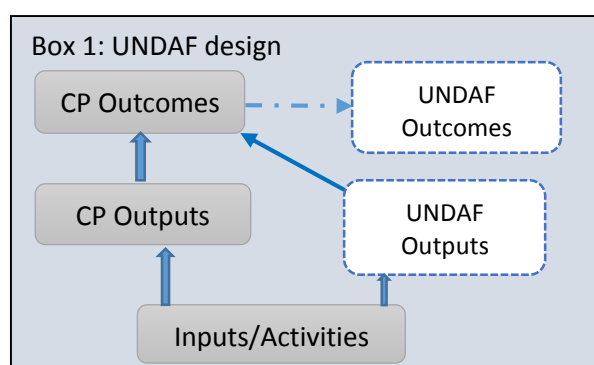 Box 1: UNDAF design
CP Outcomes
UNDAF
Outcomes
CP Outputs
UNDAF
Outputs
Inputs/Activities